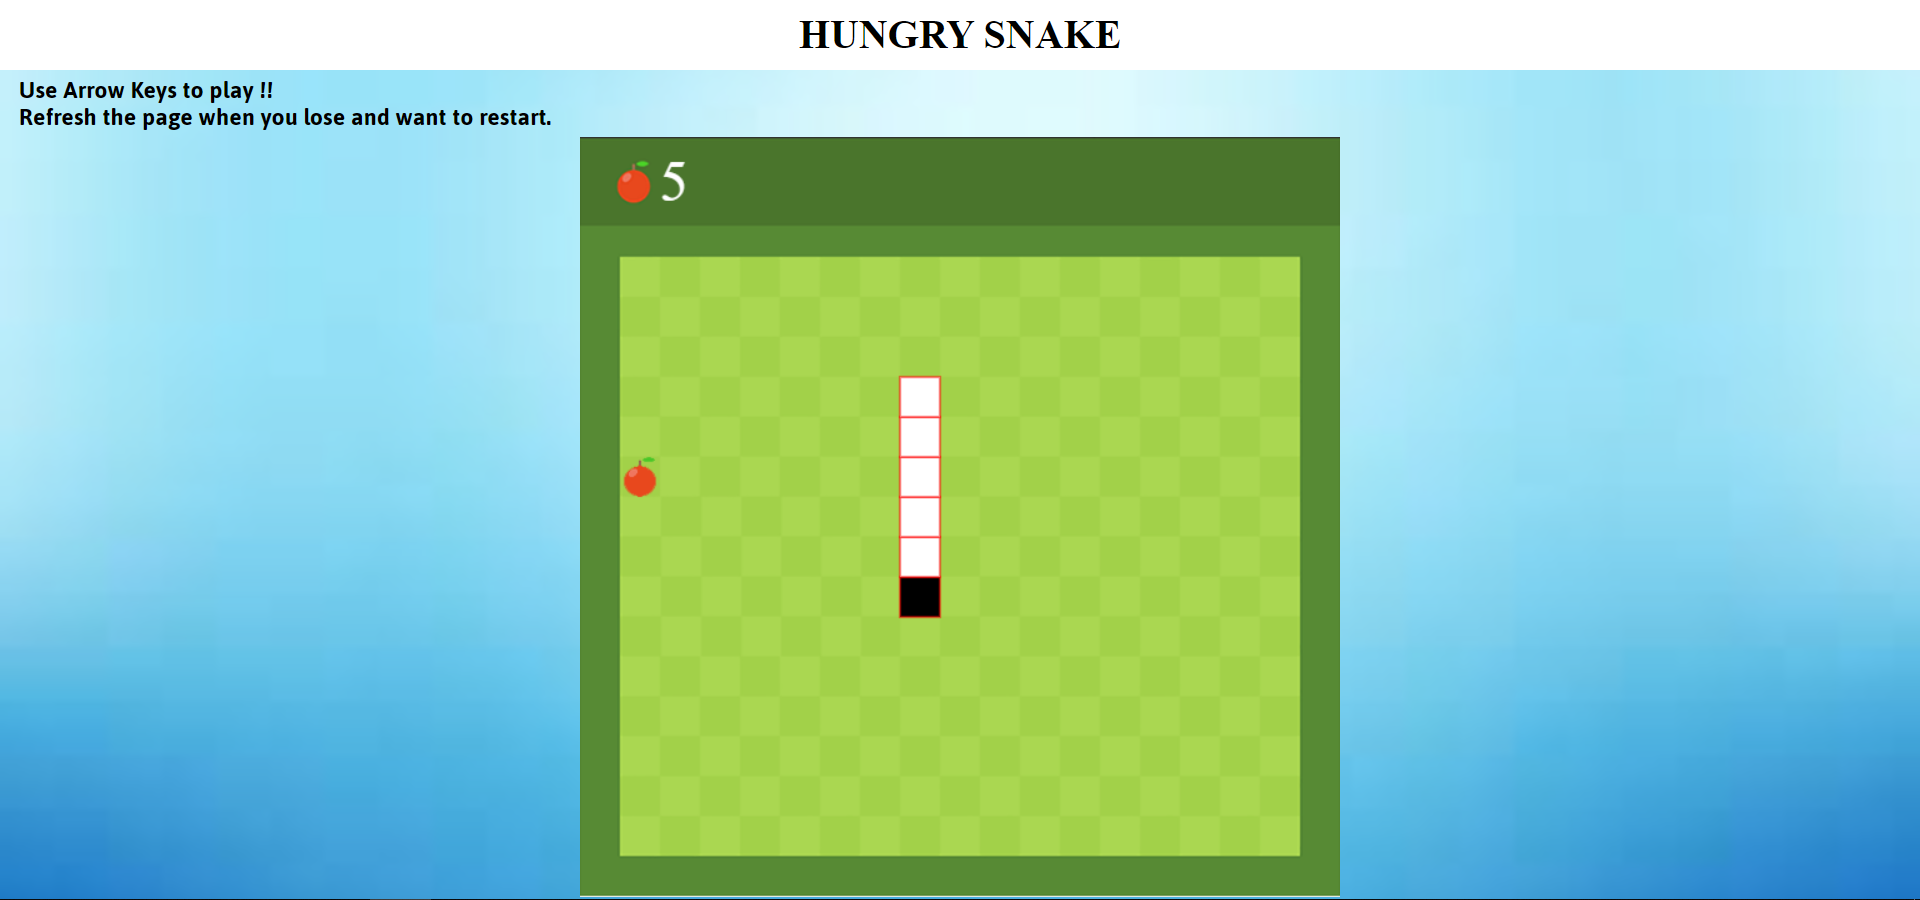 HUNGRY SNAKE
Use Arrow Keys to play !!
Refresh the page when you lose and want to restart.
5